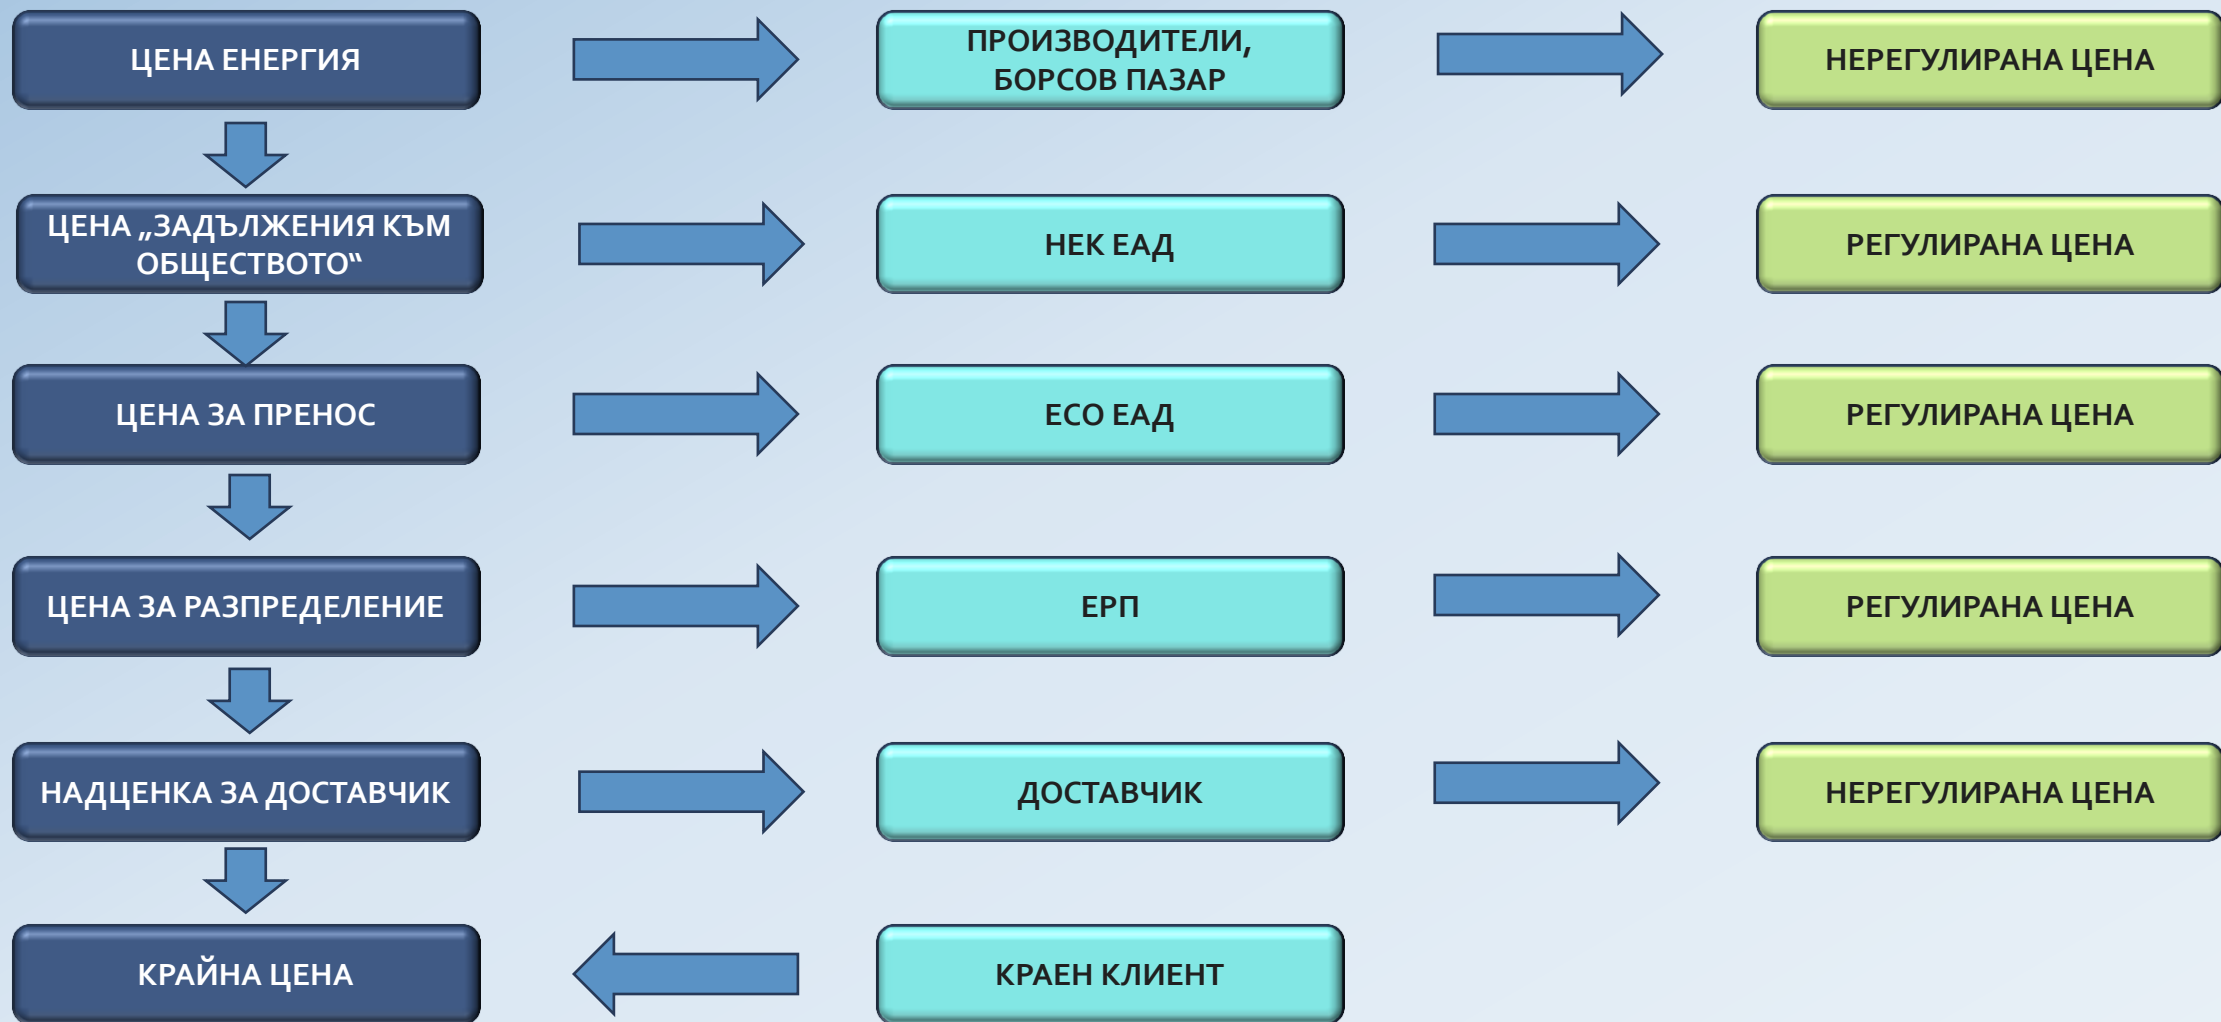 ЦЕНА ЕНЕРГИЯ
ПРОИЗВОДИТЕЛИ,
БОРСОВ ПАЗАР
НЕРЕГУЛИРАНА ЦЕНА
ЦЕНА „ЗАДЪЛЖЕНИЯ КЪМ
ОБЩЕСТВОТО“
НЕК ЕАД
РЕГУЛИРАНА ЦЕНА
ЦЕНА ЗА ПРЕНОС
ЕСО ЕАД
РЕГУЛИРАНА ЦЕНА
ЦЕНА ЗА РАЗПРЕДЕЛЕНИЕ
ЕРП
РЕГУЛИРАНА ЦЕНА
НАДЦЕНКА ЗА ДОСТАВЧИК
ДОСТАВЧИК
НЕРЕГУЛИРАНА ЦЕНА
КРАЙНА ЦЕНА
КРАЕН КЛИЕНТ